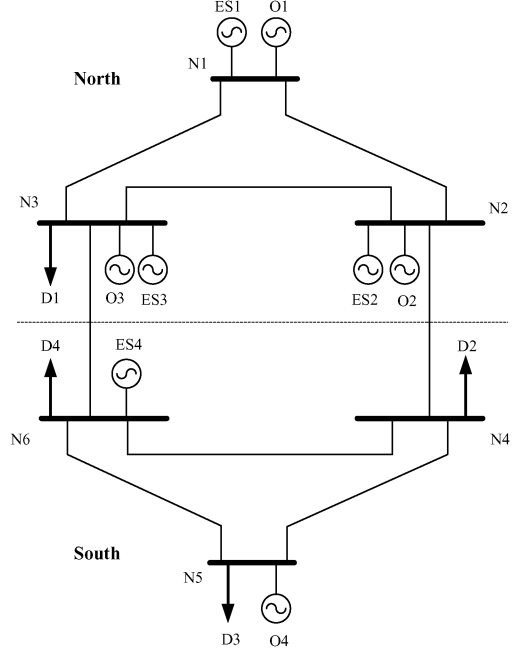 ES1 O1
N1
North
N3 N2
D1 O3 ES3 ES2 O2
D4 ES4 D2
N6 N4
South
N5
D3 O4